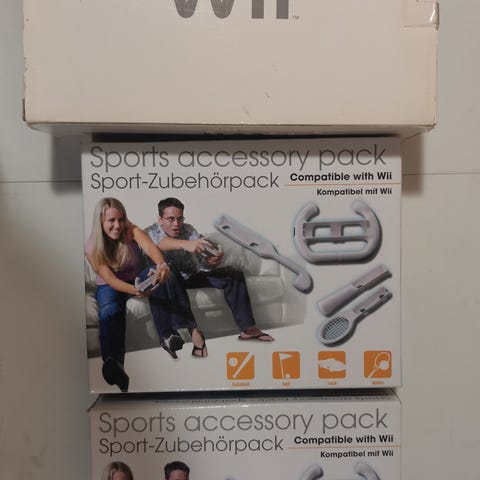 Wii
TM
Sports accessory pack
Sport-Zubehörpack
Compatible with Wii
Kompatibel mit Wii
baseball
golf
race
tennis
Sports accessory pack
Sport-Zubehörpack
Compatible with Wii
Kompatibel mit Wii